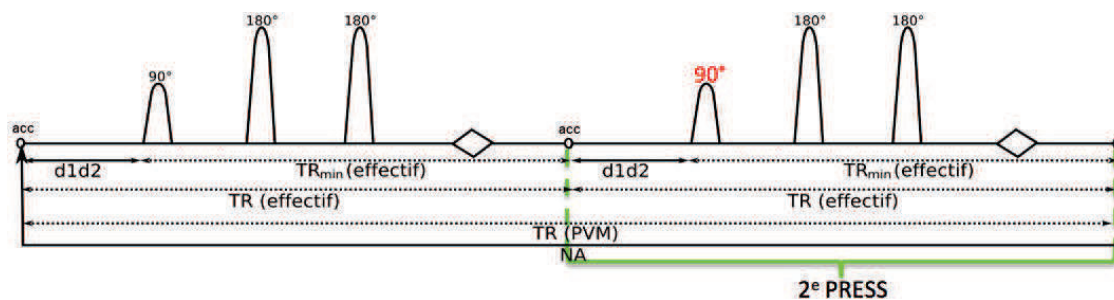 180° 180° 180° 180°
90° 90°
acc acc
d1d2 TRmin (effectif) d1d2 TRmin (effectif)
TR (effectif) TR (effectif)
TR (PVM)
NA
2e PRESS